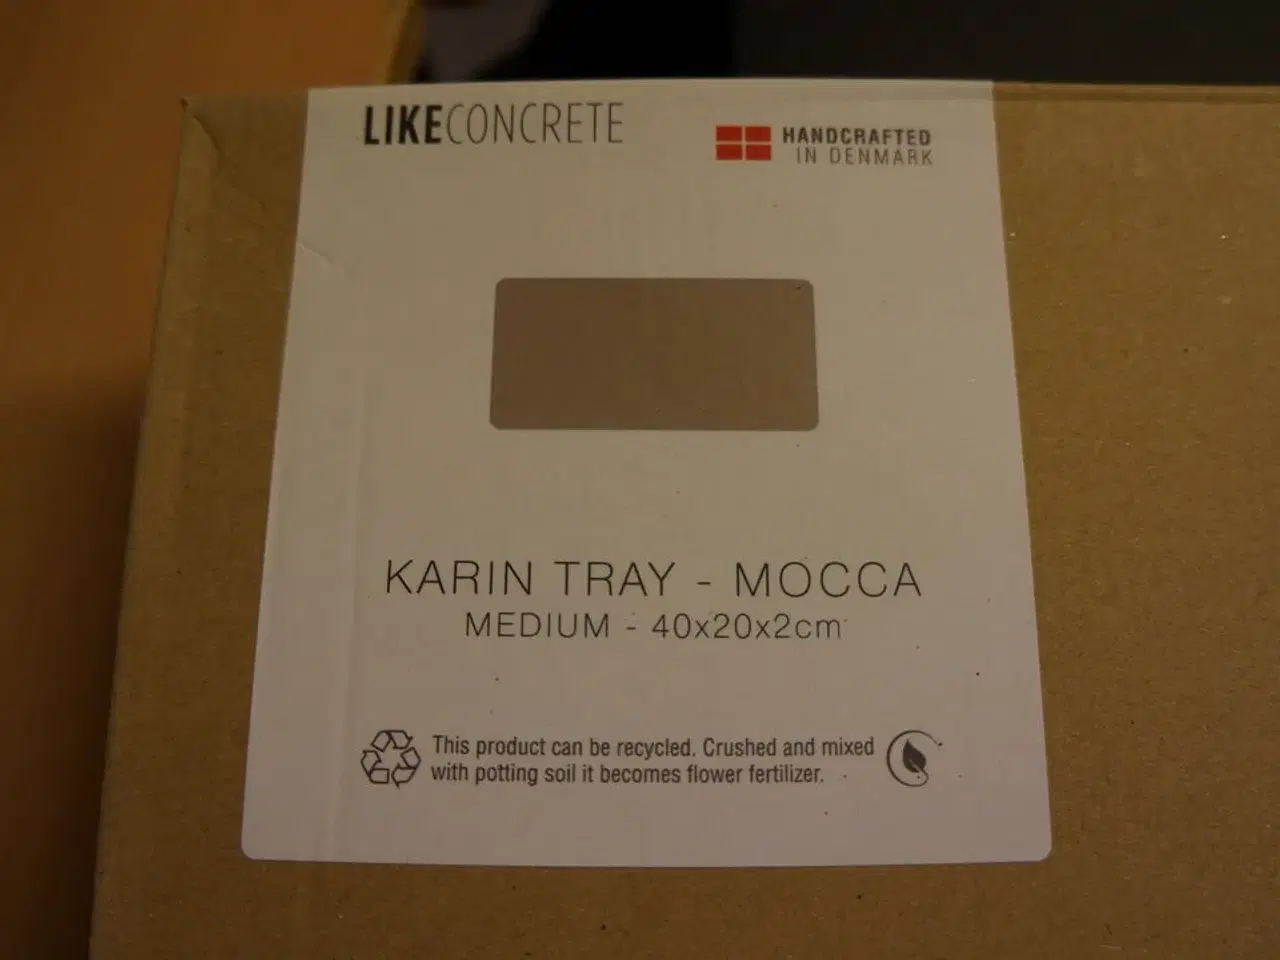 LIKECONCRETE
HANDCRAFTED
IN DENMARK
KARIN TRAY - MOCCA
MEDIUM - 40x20x2cm
This product can be recycled. Crushed and mixed
with potting soil it becomes flower fertilizer.